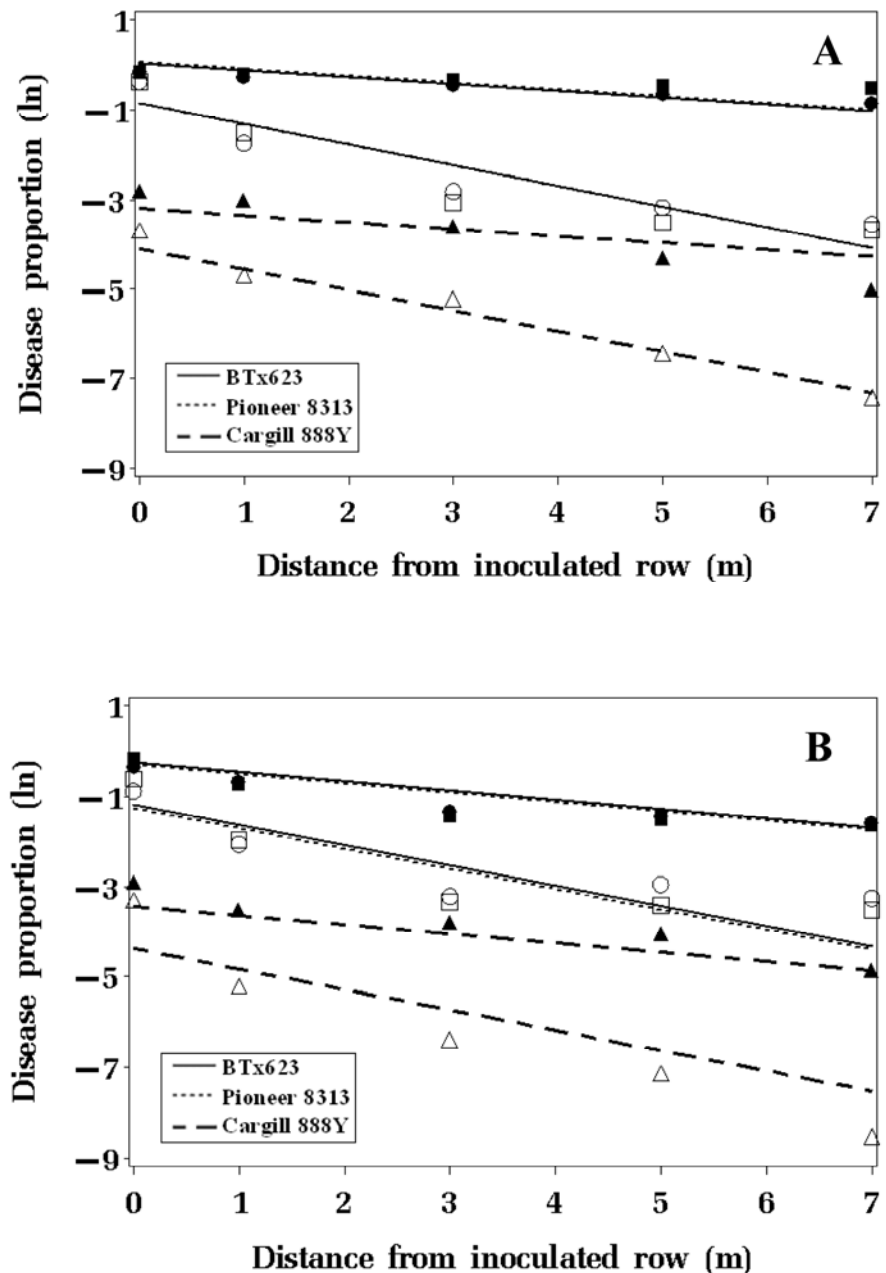 A
Disease proportion (ln)
1
−1
−3
−5
−7
−9
BTx623
Pioneer 8313
Cargill 888Y
0 1 2 3 4 5 6 7
Distance from inoculated row (m)
B
Disease proportion (ln)
1
−1
−3
−5
−7
−9
BTx623
Pioneer 8313
Cargill 888Y
0 1 2 3 4 5 6 7
Distance from inoculated row (m)